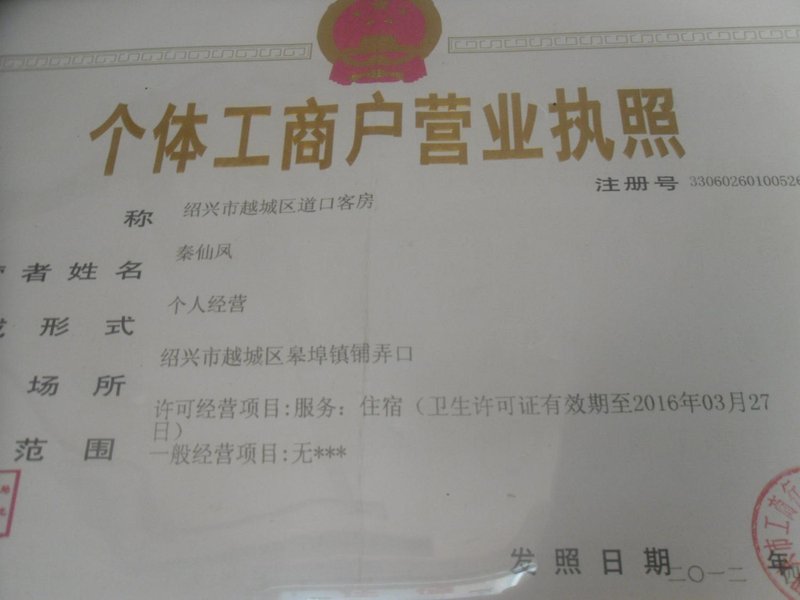 个体工商户营业执照
注册号 33060260100526
称 绍兴市越城区道口客房
者姓名 秦仙凤
形式 个人经营
场所 绍兴市越城区皋埠镇铺弄口
范围 许可经营项目:服务：住宿（卫生许可证有效期至2016年03月27
日）
一般经营项目:无***
发照日期 二〇一二 年
市工商行